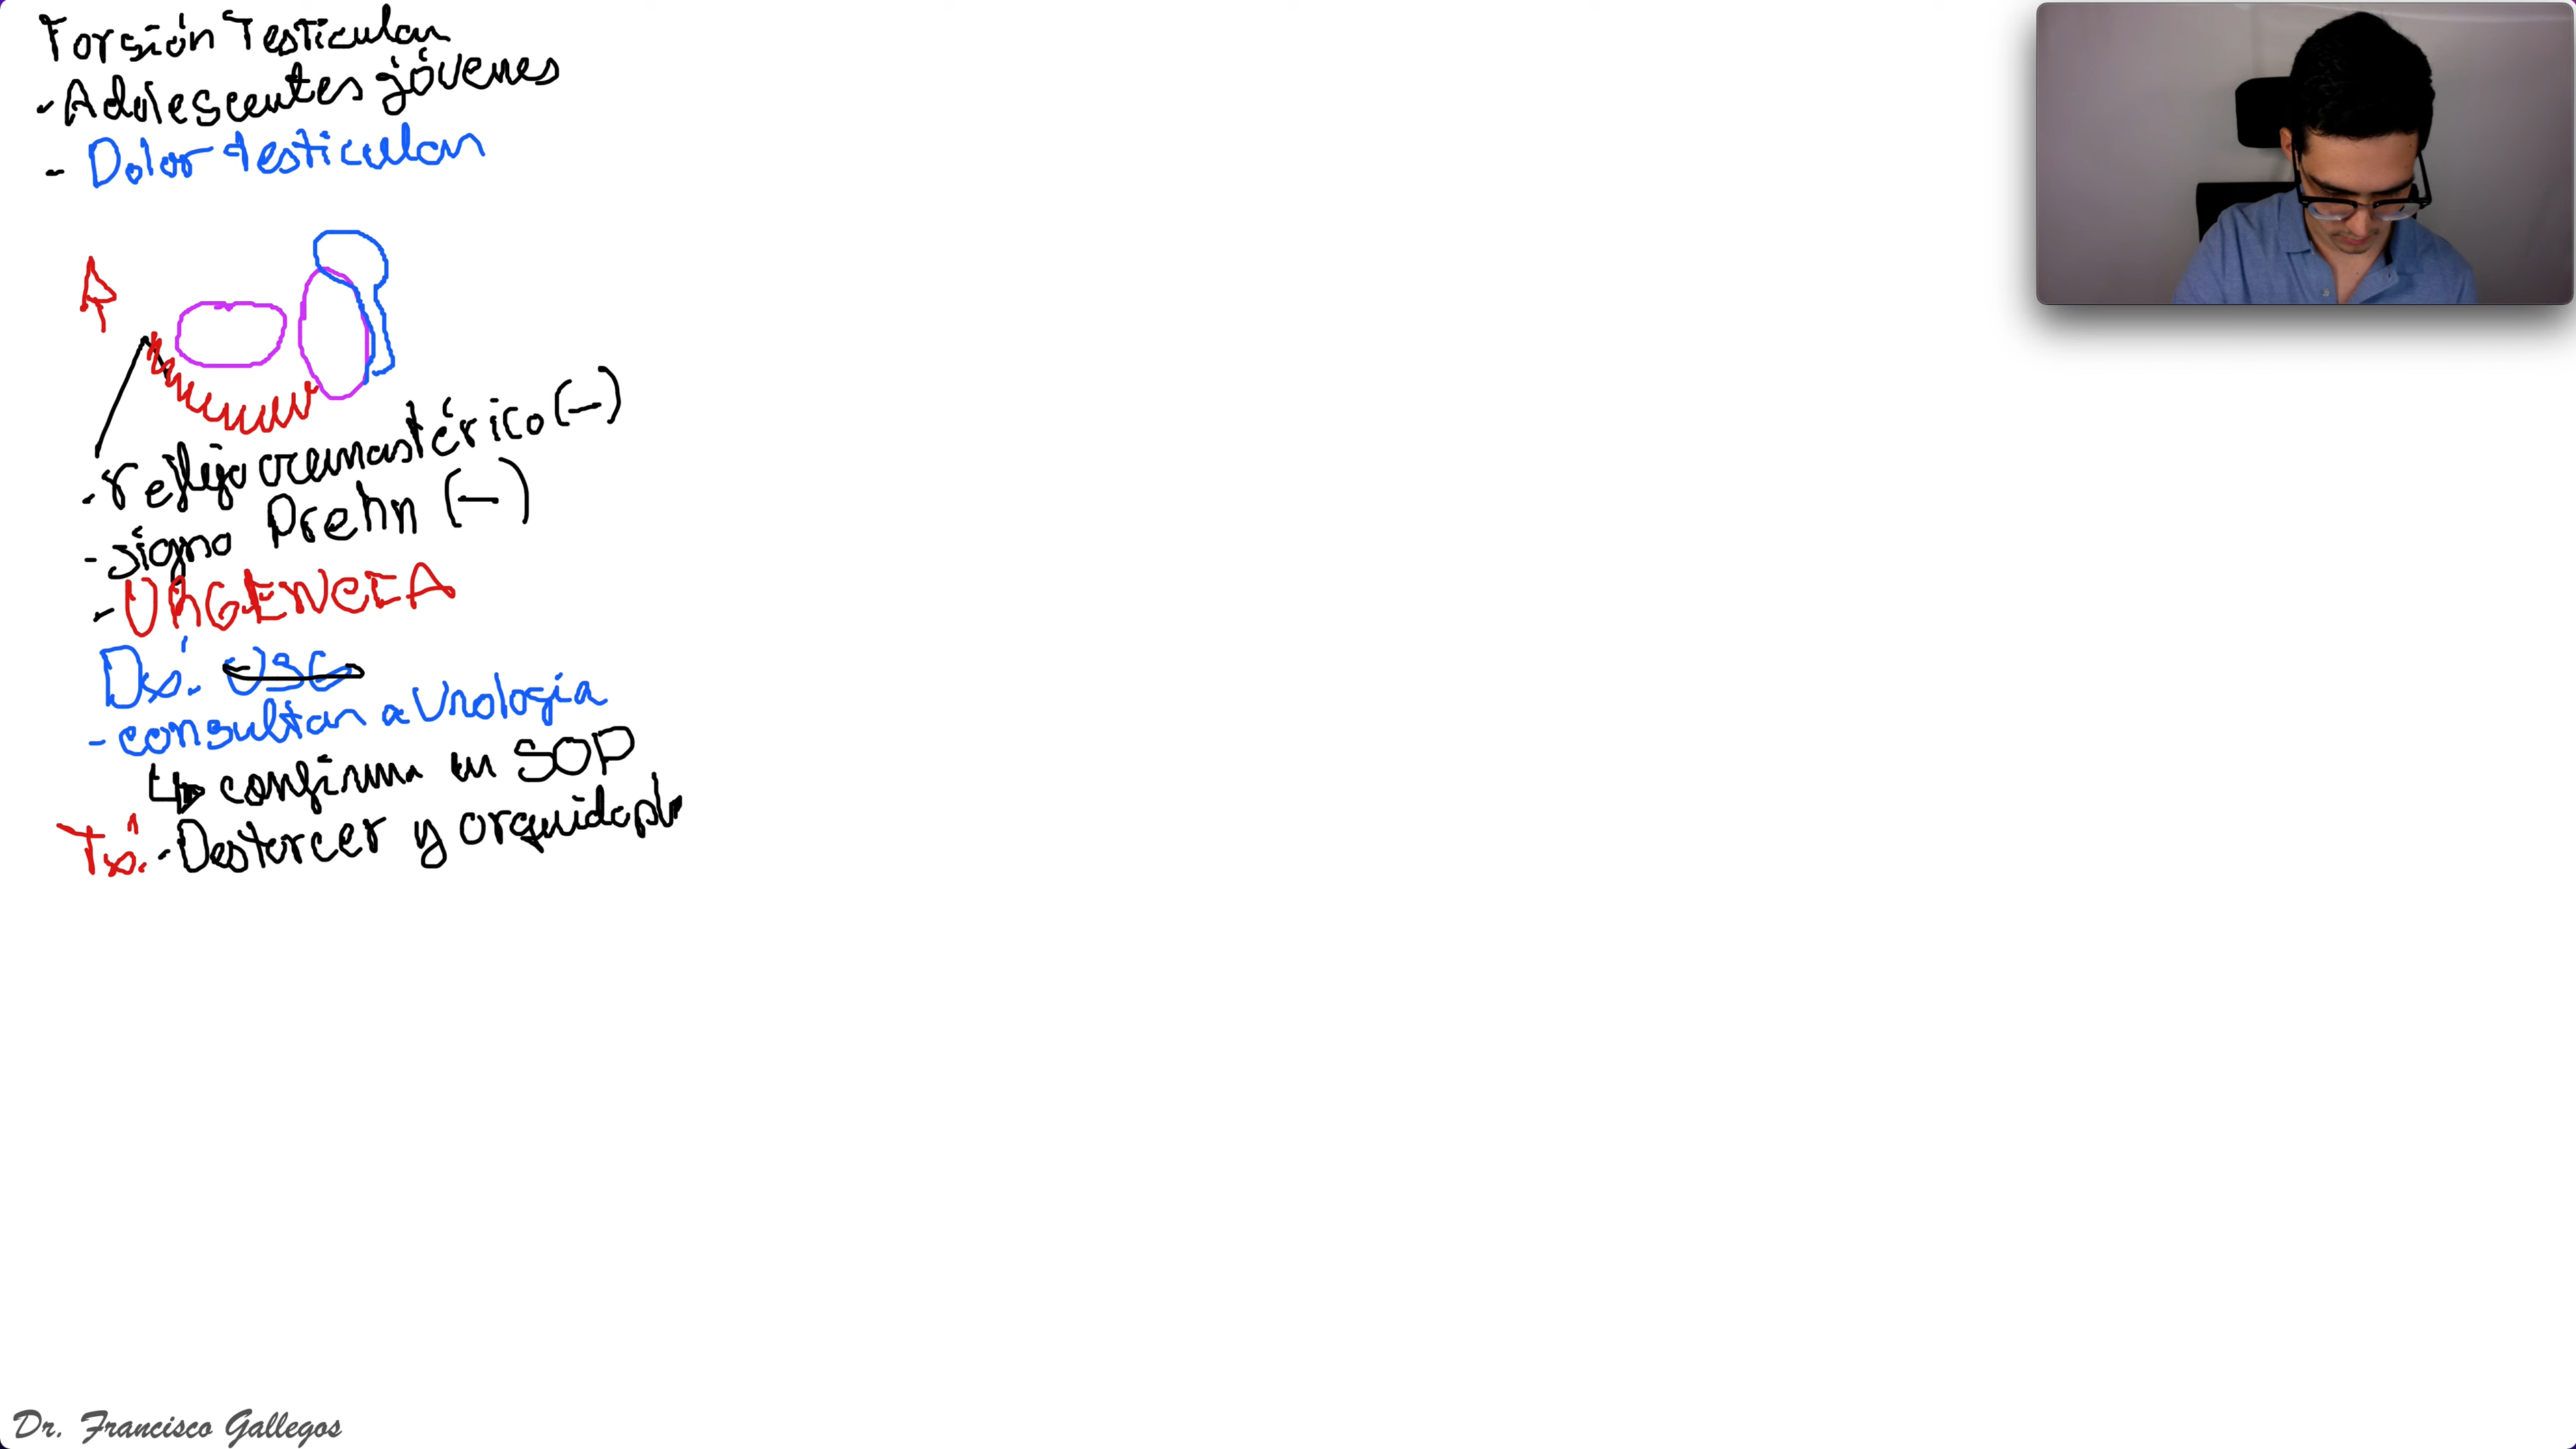 Torsión Testicular
- Adolescentes jóvenes
- Dolor testicular
- reflejo cremastérico (-)
- signo Prehn (-)
- URGENCIA
Dx: USG
- consultar a Urología
↳ confirma en SOP
Tx: - Destorcer y orquidopl
Dr. Francisco Gallegos